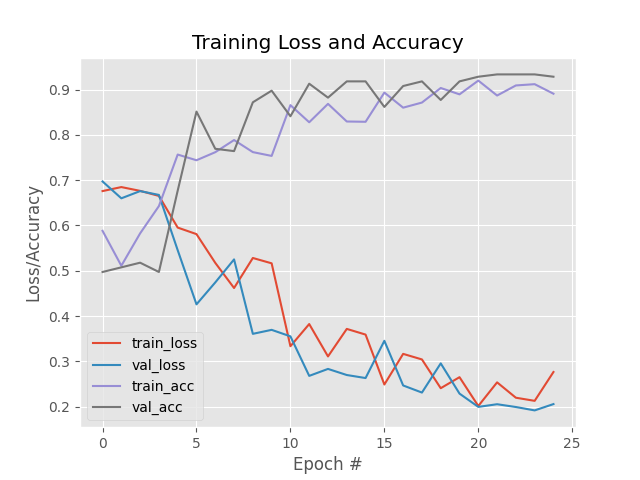 Training Loss and Accuracy
Loss/Accuracy
0.9
0.8
0.7
0.6
0.5
0.4
0.3
0.2
train_loss
val_loss
train_acc
val_acc
0 5 10 15 20 25
Epoch #